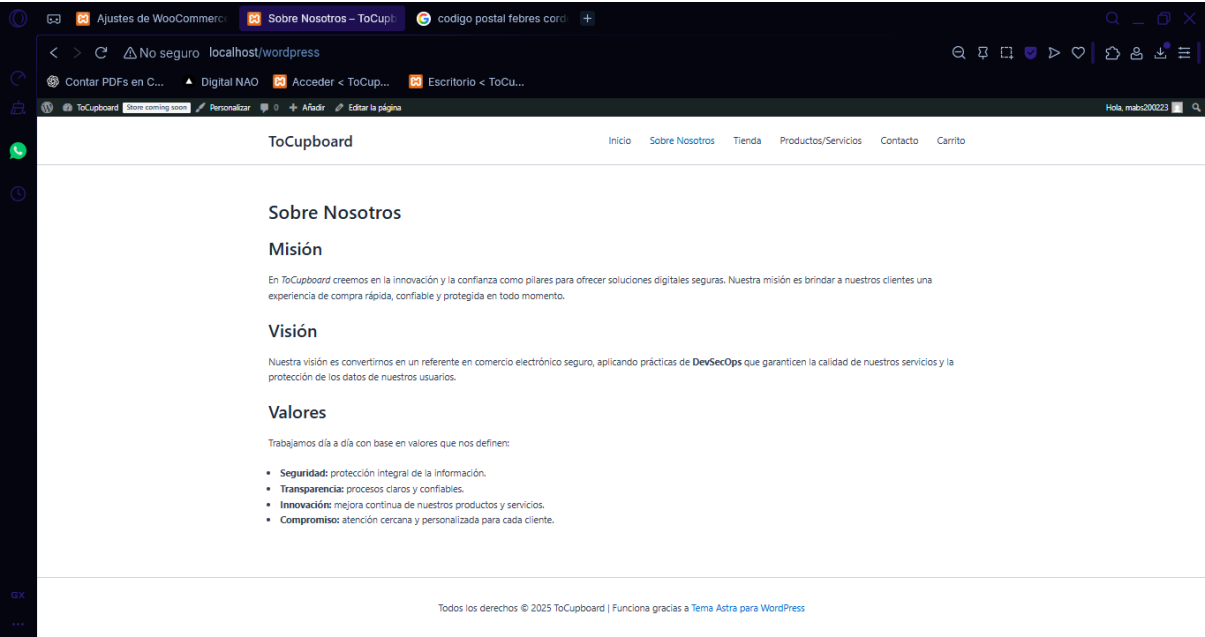 Ajustes de WooCommerce
Sobre Nosotros – ToCupb
codigo postal febres cord
No seguro localhost/wordpress
Contar PDFs en C... Digital NAO Acceder < ToCup... Escritorio < ToCu...
ToCupboard Store coming soon Personalizar 0 Añadir Editar la página Hola, mabs200223
ToCupboard Inicio Sobre Nosotros Tienda Productos/Servicios Contacto Carrito
Sobre Nosotros
Misión
En ToCupboard creemos en la innovación y la confianza como pilares para ofrecer soluciones digitales seguras. Nuestra misión es brindar a nuestros clientes una
experiencia de compra rápida, confiable y protegida en todo momento.
Visión
Nuestra visión es convertirnos en un referente en comercio electrónico seguro, aplicando prácticas de DevSecOps que garanticen la calidad de nuestros servicios y la
protección de los datos de nuestros usuarios.
Valores
Trabajamos día a día con base en valores que nos definen:
• Seguridad: protección integral de la información.
• Transparencia: procesos claros y confiables.
• Innovación: mejora continua de nuestros productos y servicios.
• Compromiso: atención cercana y personalizada para cada cliente.
GX
Todos los derechos © 2025 ToCupboard | Funciona gracias a Tema Astra para WordPress